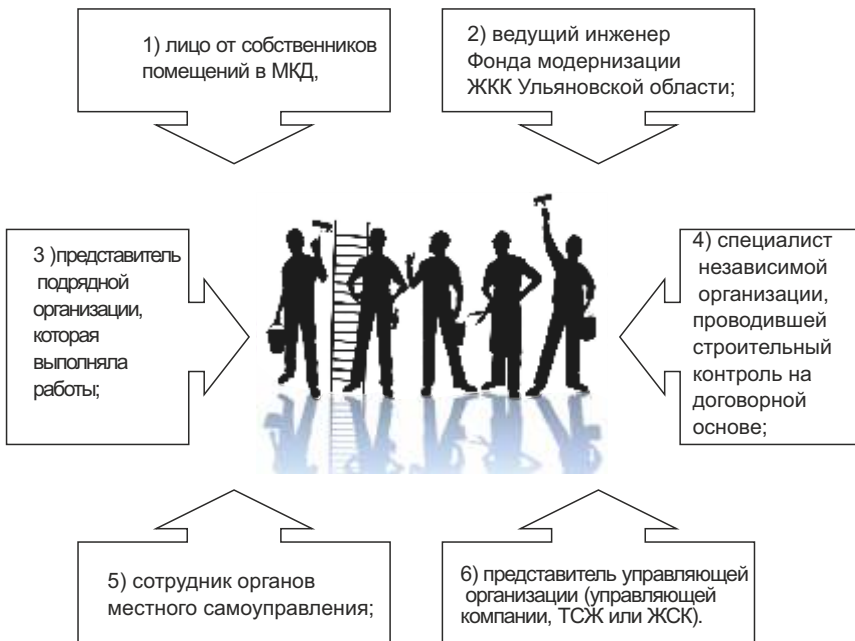 1) лицо от собственников
помещений в МКД,
2) ведущий инженер
Фонда модернизации
ЖКК Ульяновской области;
3 )представитель
подрядной
организации,
которая
выполняла
работы;
4) специалист
независимой
организации,
проводившей
строительный
контроль на
договорной
основе;
5) сотрудник органов
местного самоуправления;
6) представитель управляющей
организации (управляющей
компании, ТСЖ или ЖСК).